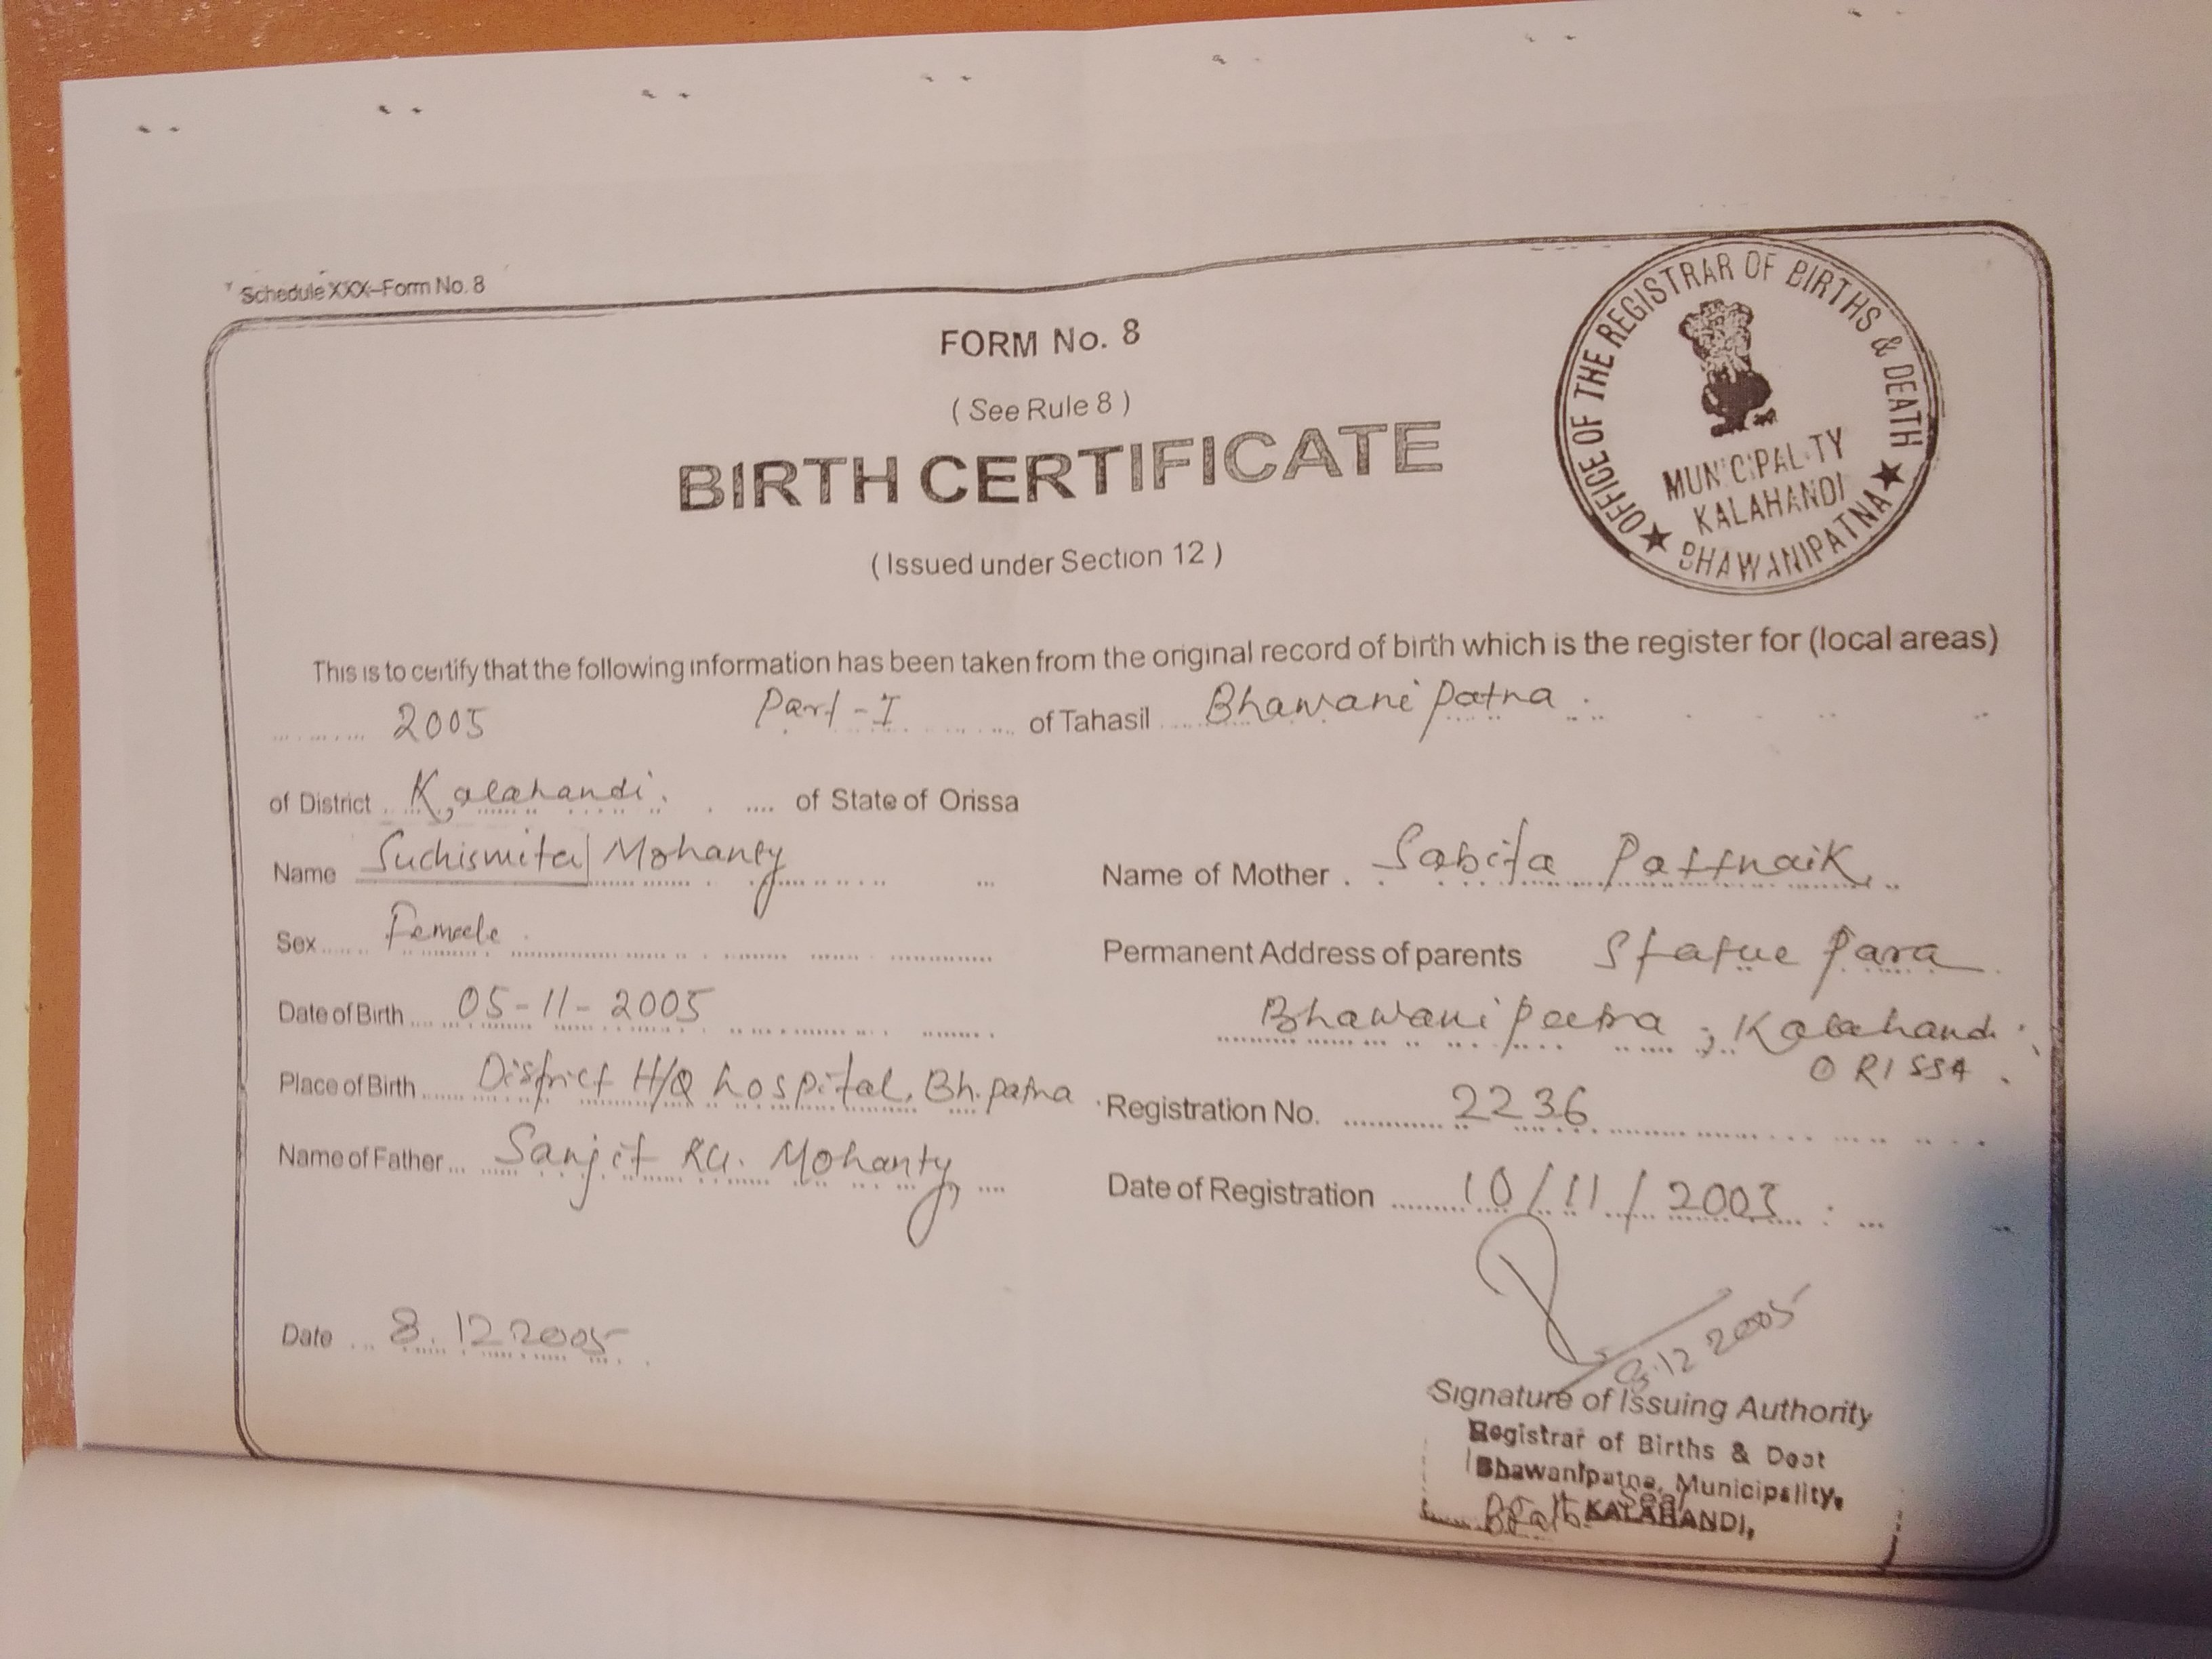 Schedule XXX-Form No. 8
FORM No. 8
( See Rule 8 )
BIRTH CERTIFICATE
( Issued under Section 12 )
OFFICE OF THE REGISTRAR OF BIRTHS & DEATH
MUNICIPALITY
KALAHANDI
★ BHAWANIPATNA ★
This is to certify that the following information has been taken from the original record of birth which is the register for (local areas)
2005 Part-I of Tahasil Bhawanipatna
of District Kalahandi. of State of Orissa
Name Suchismita Mohanty
Name of Mother Sabita Pattnaik
Sex Female
Permanent Address of parents Statue Para
Date of Birth 05-11-2005
Bhawanipatna, Kalahandi
ORISSA.
Place of Birth District H/Q hospital, Bh.patna
Registration No. 2236
Name of Father Sanjit Ku. Mohanty,
Date of Registration 10/11/2005
Date 8.12 2005
8.12 2005
Signature of Issuing Authority
Registrar of Births & Deat
Bhawanipatna, Municipality,
Seal
KALAHANDI,